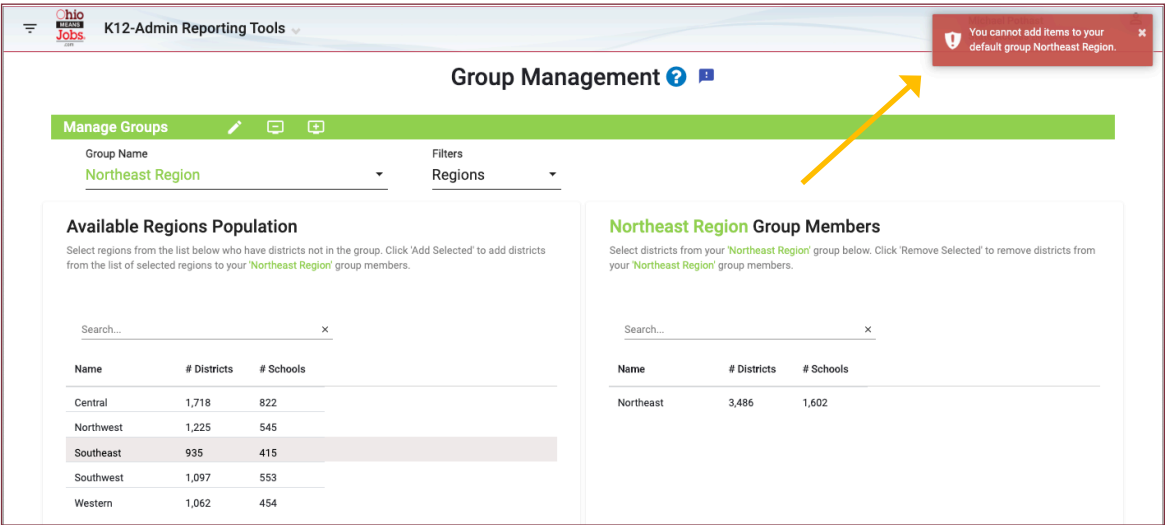 Ohio
MEANS
Jobs.
.com
K12-Admin Reporting Tools
You cannot add items to your
default group Northeast Region.
Group Management ?
Manage Groups
Group Name
Northeast Region
Filters
Regions
Available Regions Population
Select regions from the list below who have districts not in the group. Click 'Add Selected' to add districts
from the list of selected regions to your 'Northeast Region' group members.
Search...
Name # Districts # Schools
Central 1,718 822
Northwest 1,225 545
Southeast 935 415
Southwest 1,097 553
Western 1,062 454
Northeast Region Group Members
Select districts from your 'Northeast Region' group below. Click 'Remove Selected' to remove districts from
your 'Northeast Region' group members.
Search...
Name # Districts # Schools
Northeast 3,486 1,602